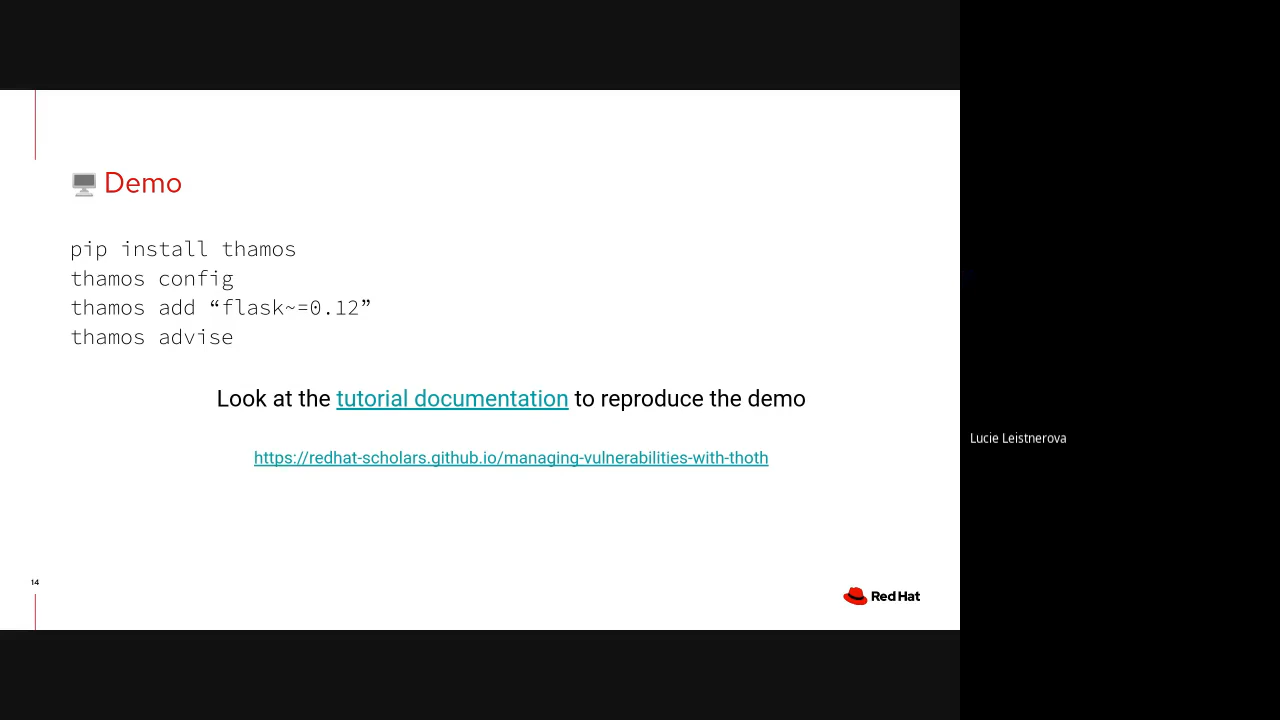 Demo
pip install thamos
thamos config
thamos add “flask~=0.12”
thamos advise
Look at the tutorial documentation to reproduce the demo
https://redhat-scholars.github.io/managing-vulnerabilities-with-thoth
Lucie Leistnerova
14
Red Hat